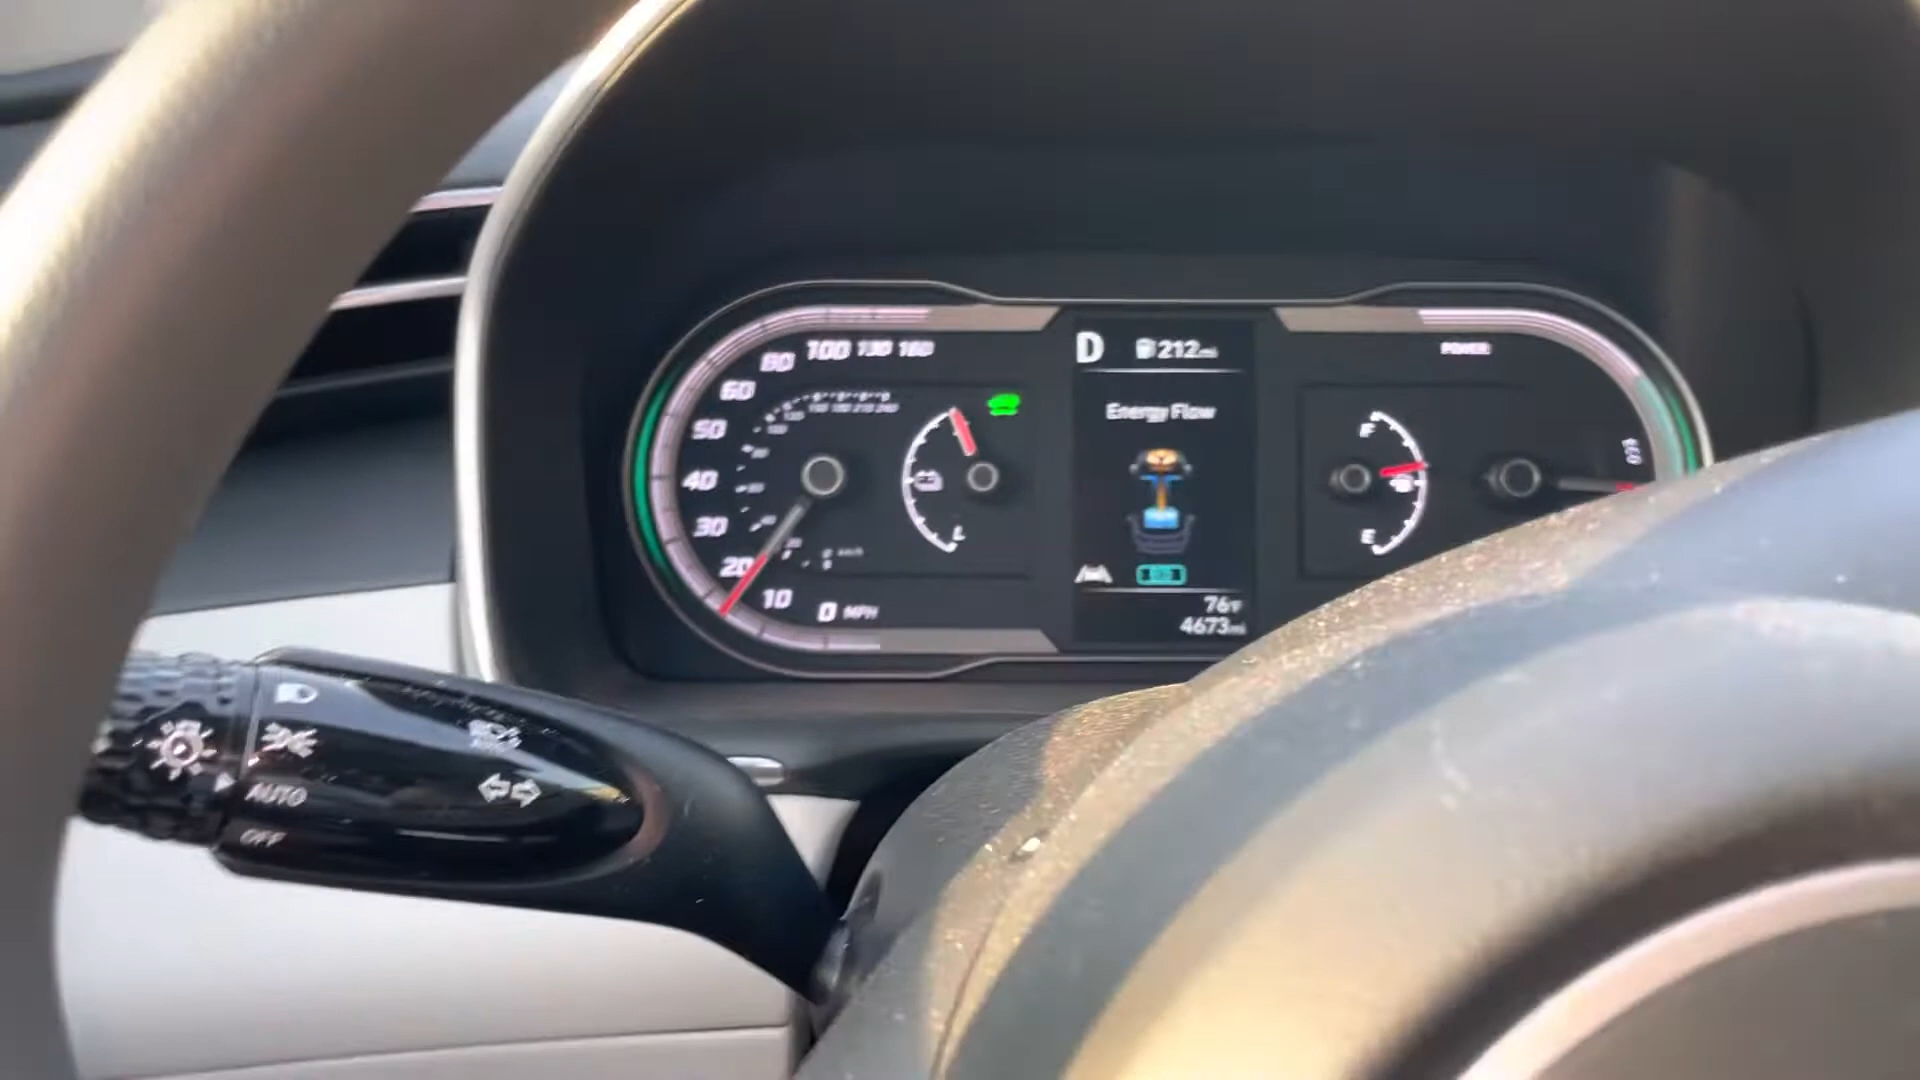 80 100 130 160
60
50
40
30
20
10
0 MPH
L
D 212mi
Energy Flow
76°F
4673mi
POWER
F
E
AUTO
OFF